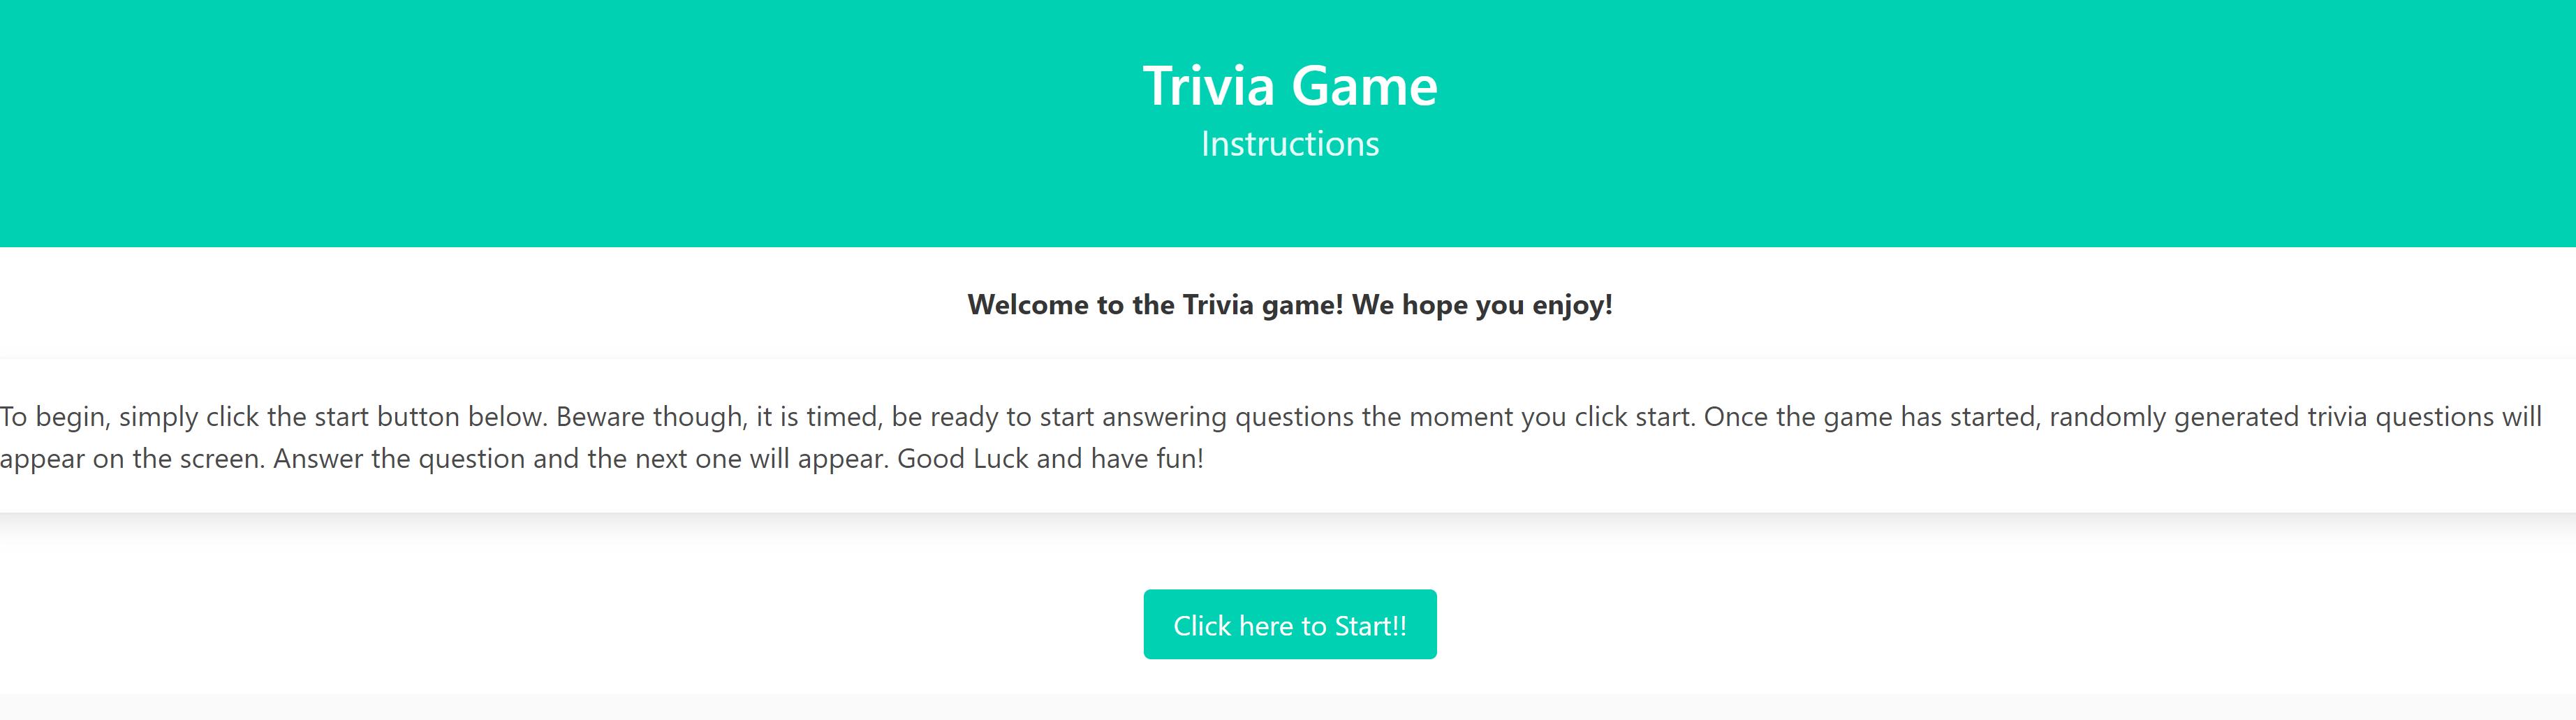 Trivia Game
Instructions
Welcome to the Trivia game! We hope you enjoy!
To begin, simply click the start button below. Beware though, it is timed, be ready to start answering questions the moment you click start. Once the game has started, randomly generated trivia questions will
appear on the screen. Answer the question and the next one will appear. Good Luck and have fun!
Click here to Start!!